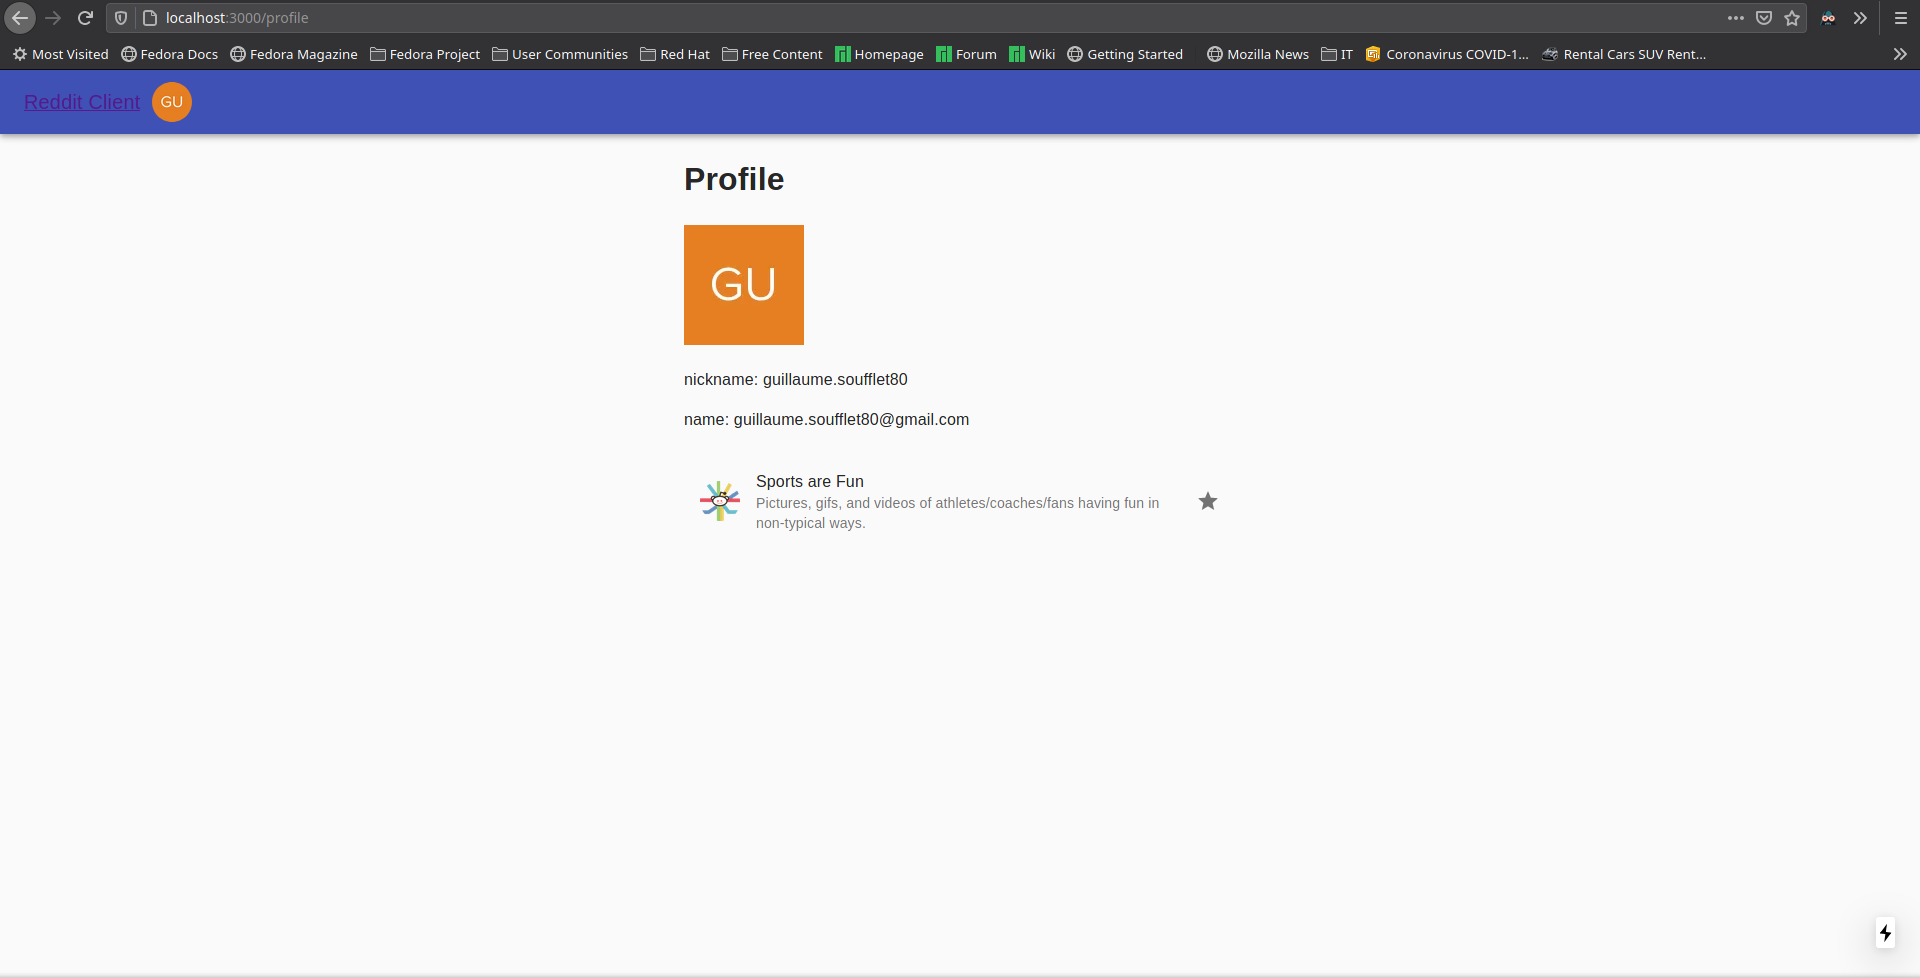 localhost:3000/profile
Most Visited Fedora Docs Fedora Magazine Fedora Project User Communities Red Hat Free Content Homepage Forum Wiki Getting Started Mozilla News IT Coronavirus COVID-1... Rental Cars SUV Rent...
Reddit Client GU
Profile
GU
nickname: guillaume.soufflet80
name: guillaume.soufflet80@gmail.com
Sports are Fun
Pictures, gifs, and videos of athletes/coaches/fans having fun in
non-typical ways.